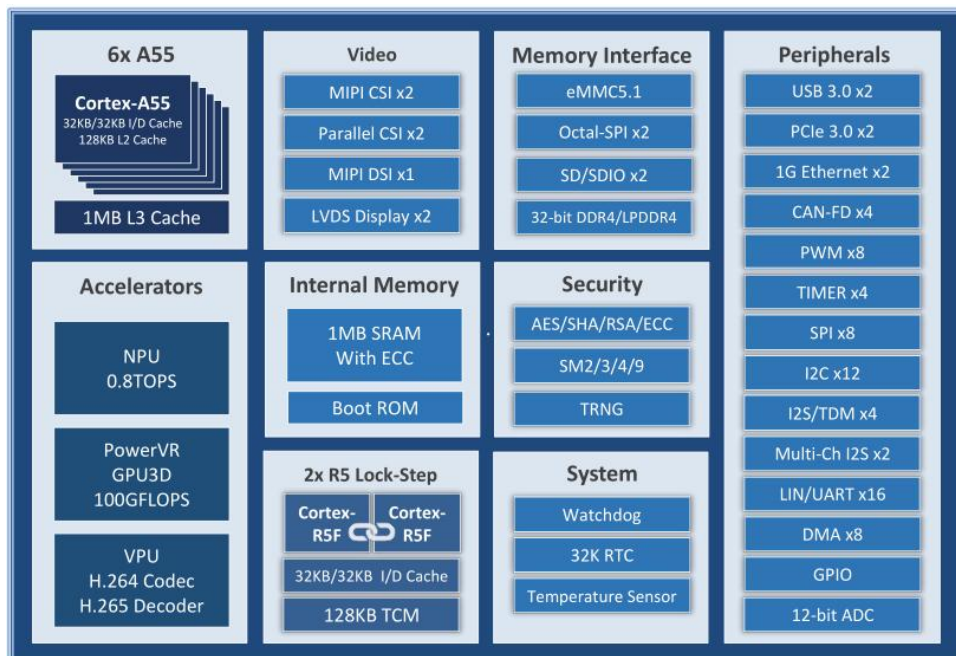 6x A55
Cortex-A55
32KB/32KB I/D Cache
128KB L2 Cache
1MB L3 Cache
Video
MIPI CSI x2
Parallel CSI x2
MIPI DSI x1
LVDS Display x2
Memory Interface
eMMC5.1
Octal-SPI x2
SD/SDIO x2
32-bit DDR4/LPDDR4
Peripherals
USB 3.0 x2
PCIe 3.0 x2
1G Ethernet x2
CAN-FD x4
PWM x8
TIMER x4
SPI x8
I2C x12
I2S/TDM x4
Multi-Ch I2S x2
LIN/UART x16
DMA x8
GPIO
12-bit ADC
Accelerators
NPU
0.8TOPS
PowerVR
GPU3D
100GFLOPS
VPU
H.264 Codec
H.265 Decoder
Internal Memory
1MB SRAM
With ECC
Boot ROM
Security
AES/SHA/RSA/ECC
SM2/3/4/9
TRNG
2x R5 Lock-Step
Cortex-
R5F
Cortex-
R5F
32KB/32KB I/D Cache
128KB TCM
System
Watchdog
32K RTC
Temperature Sensor